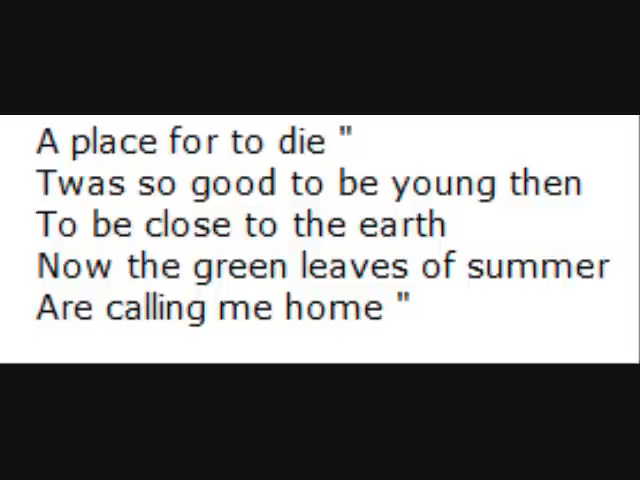 A place for to die "
Twas so good to be young then
To be close to the earth
Now the green leaves of summer
Are calling me home "